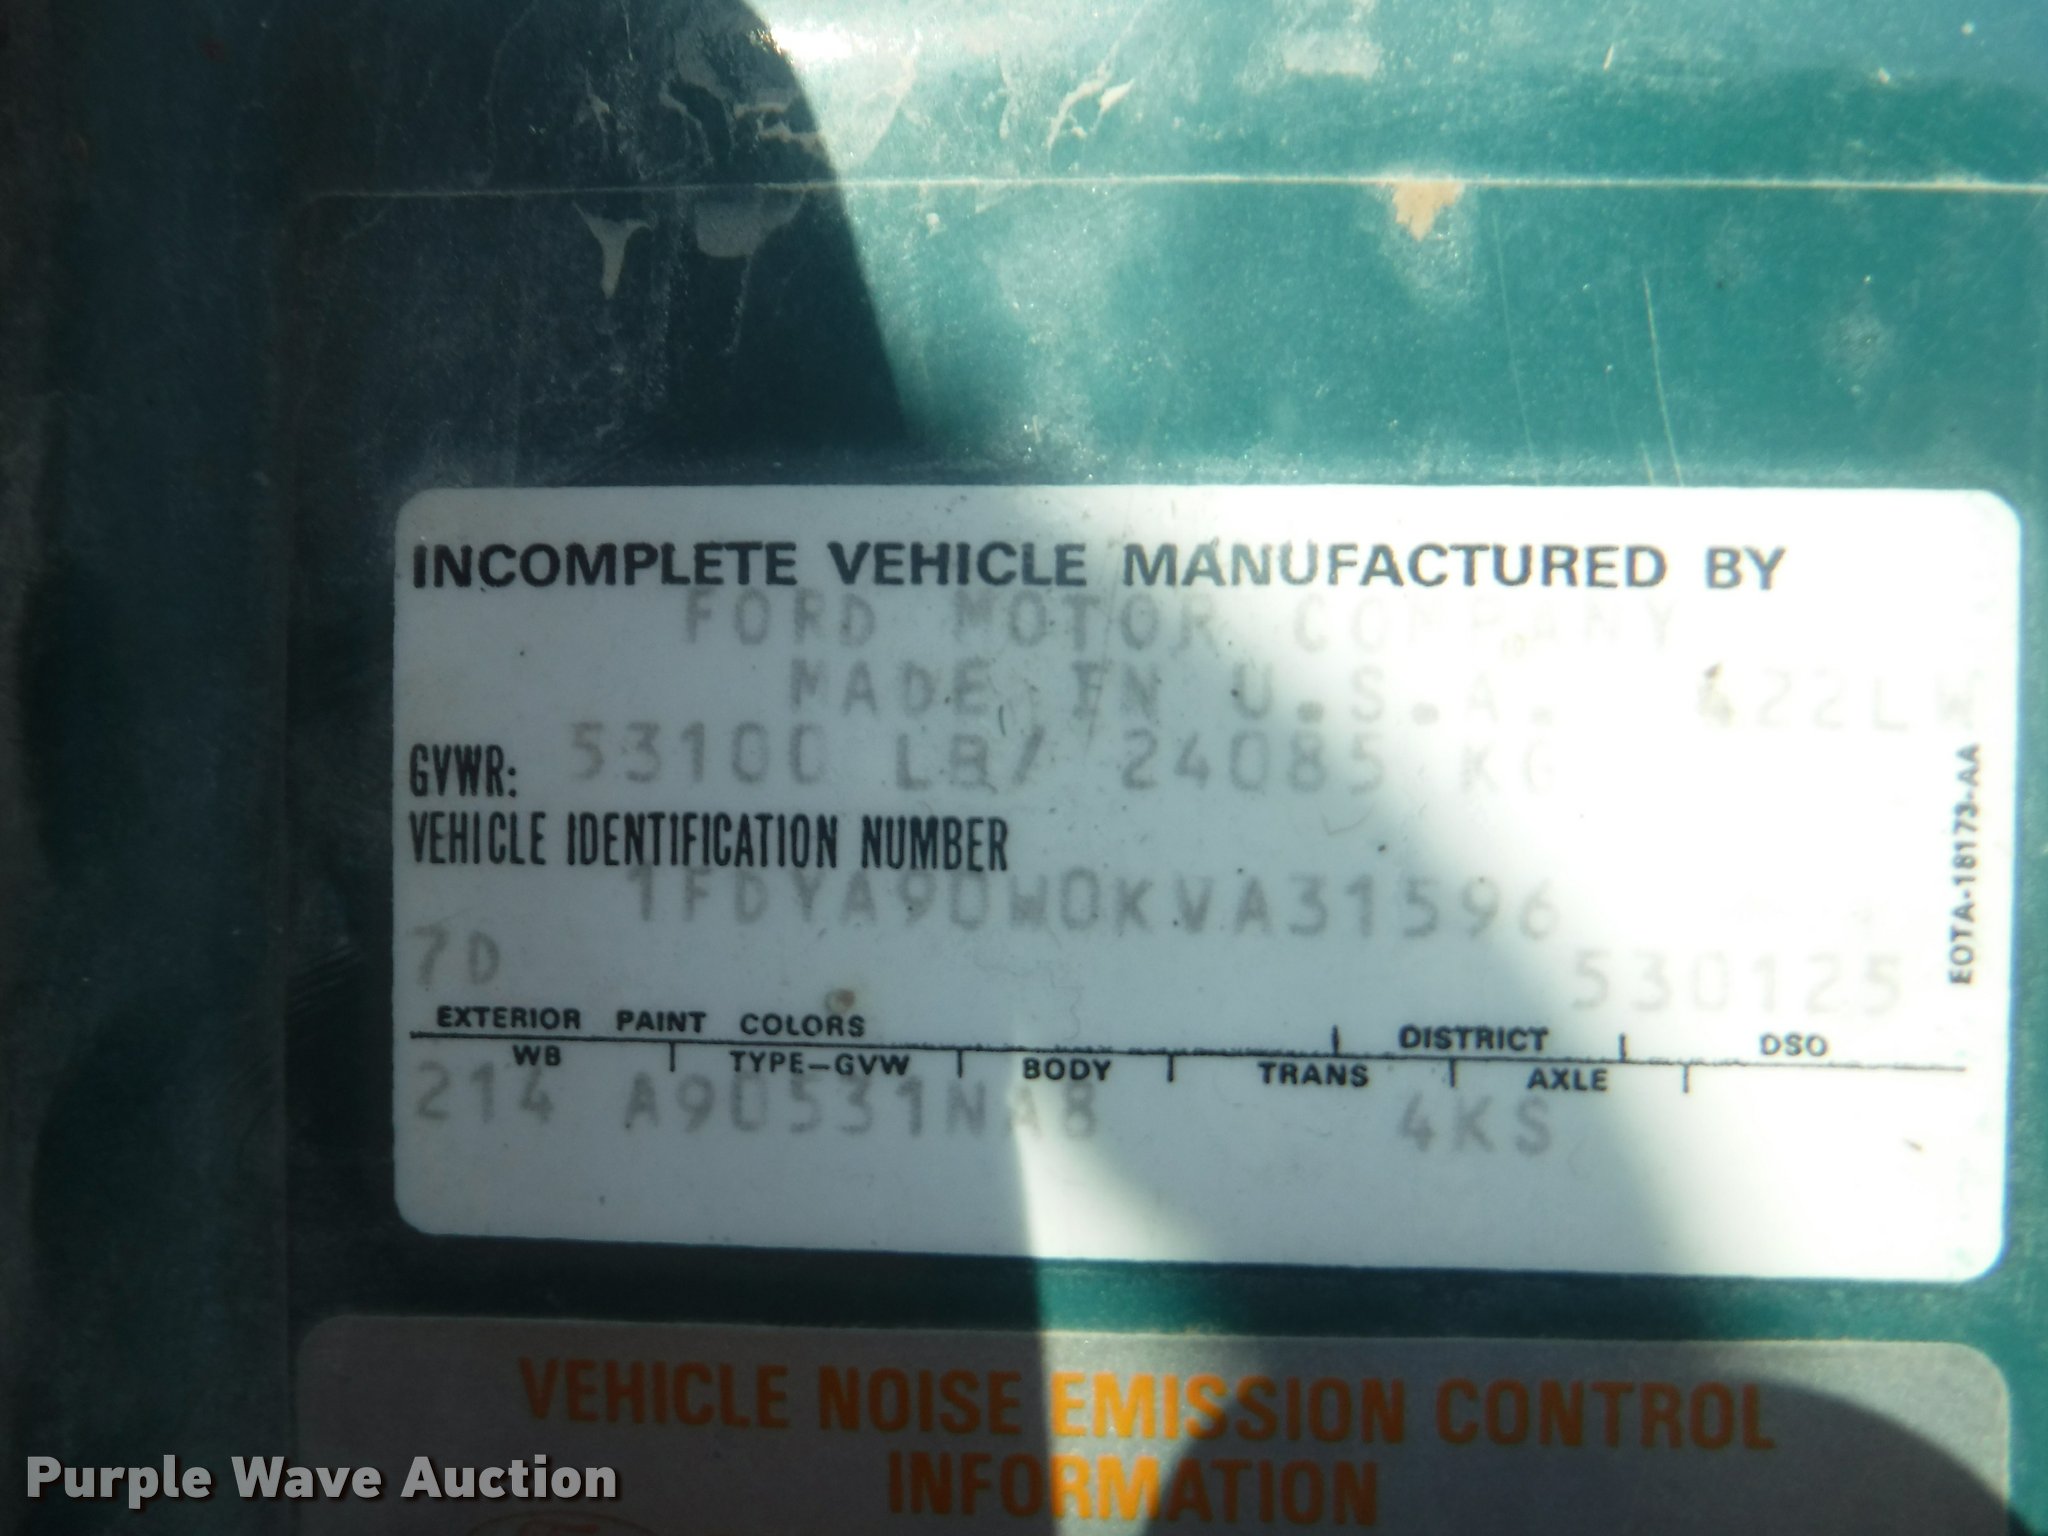 INCOMPLETE VEHICLE MANUFACTURED BY
FORD MOTOR COMPANY
MADE IN U.S.A. 422LW
GVWR: 53100 LB/ 24085 KG
VEHICLE IDENTIFICATION NUMBER
1FDYA90W0KVA31596
7D 530125
EXTERIOR PAINT COLORS DISTRICT DSO
WB TYPE-GVW BODY TRANS AXLE
214 A90531NA8 4KS
EOTA-18173-AA
VEHICLE NOISE EMISSION CONTROL
INFORMATION
Purple Wave Auction